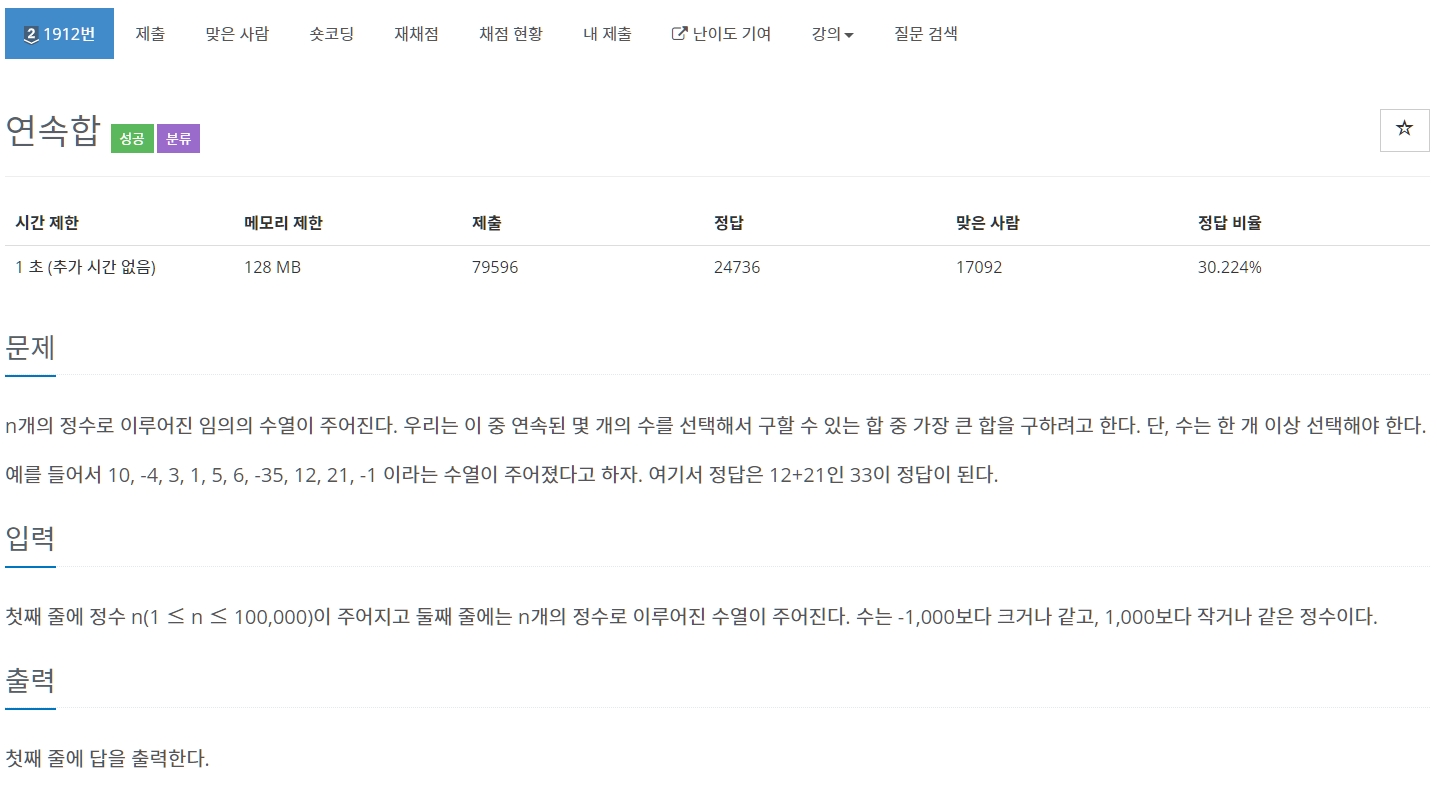 2 1912번 제출 맞은 사람 숏코딩 재채점 채점 현황 내 제출 난이도 기여 강의 질문 검색
연속합 성공 분류
시간 제한 메모리 제한 제출 정답 맞은 사람 정답 비율
1 초 (추가 시간 없음) 128 MB 79596 24736 17092 30.224%
문제
n개의 정수로 이루어진 임의의 수열이 주어진다. 우리는 이 중 연속된 몇 개의 수를 선택해서 구할 수 있는 합 중 가장 큰 합을 구하려고 한다. 단, 수는 한 개 이상 선택해야 한다.
예를 들어서 10, -4, 3, 1, 5, 6, -35, 12, 21, -1 이라는 수열이 주어졌다고 하자. 여기서 정답은 12+21인 33이 정답이 된다.
입력
첫째 줄에 정수 n(1 ≤ n ≤ 100,000)이 주어지고 둘째 줄에는 n개의 정수로 이루어진 수열이 주어진다. 수는 -1,000보다 크거나 같고, 1,000보다 작거나 같은 정수이다.
출력
첫째 줄에 답을 출력한다.